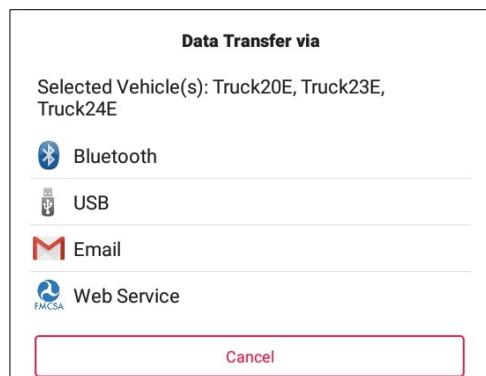 Data Transfer via
Selected Vehicle(s): Truck20E, Truck23E,
Truck24E
Bluetooth
USB
Email
Web Service
FMCSA
Cancel